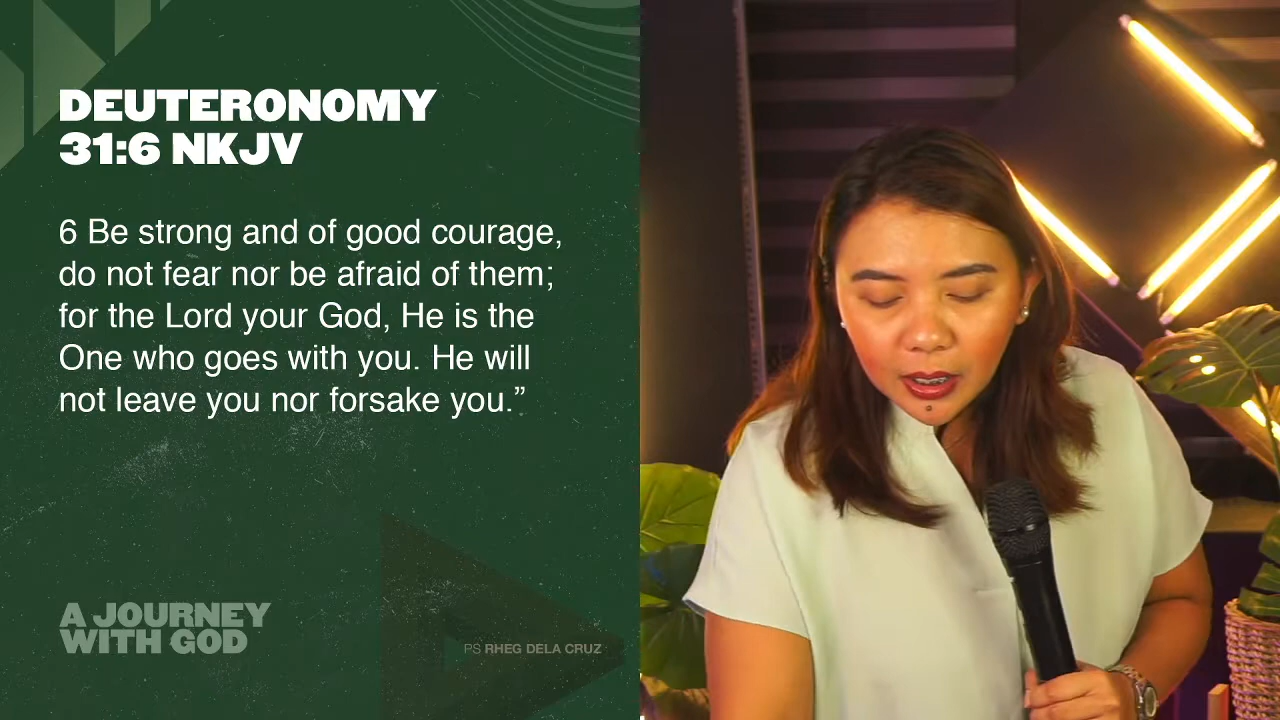 DEUTERONOMY
31:6 NKJV
6 Be strong and of good courage,
do not fear nor be afraid of them;
for the Lord your God, He is the
One who goes with you. He will
not leave you nor forsake you.”
A JOURNEY
WITH GOD
PS RHEG DELA CRUZ